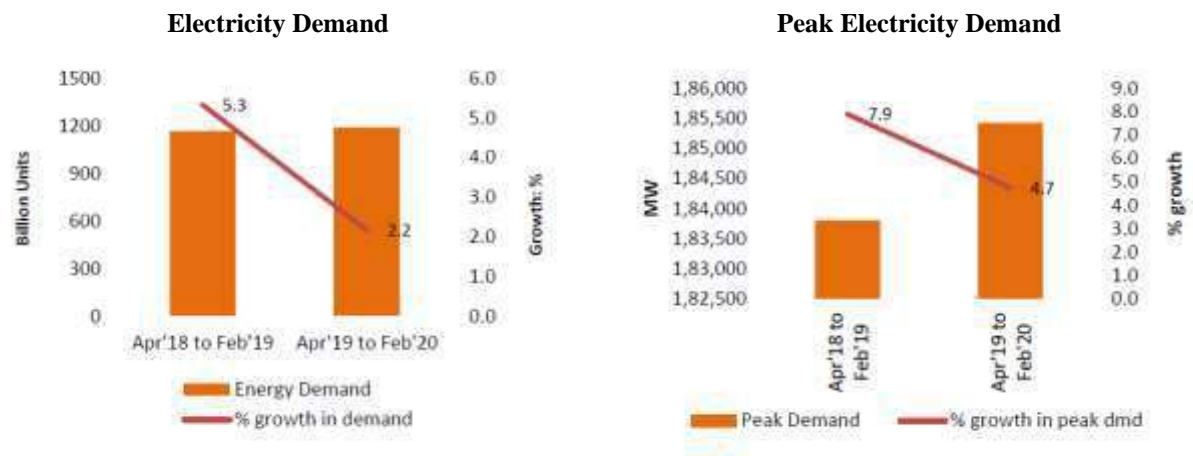 Electricity Demand
1500
1200
900
600
300
0
Billion Units
6.0
5.0
4.0
3.0
2.0
1.0
0.0
Growth: %
5.3
2.2
Apr'18 to Feb'19
Apr'19 to Feb'20
Energy Demand
% growth in demand
Peak Electricity Demand
1,86,000
1,85,500
1,85,000
1,84,500
1,84,000
1,83,500
1,83,000
1,82,500
MW
9.0
8.0
7.0
6.0
5.0
4.0
3.0
2.0
1.0
0.0
% growth
7.9
4.7
Apr'18 to
Feb'19
Apr'19 to
Feb'20
Peak Demand
% growth in peak dmd